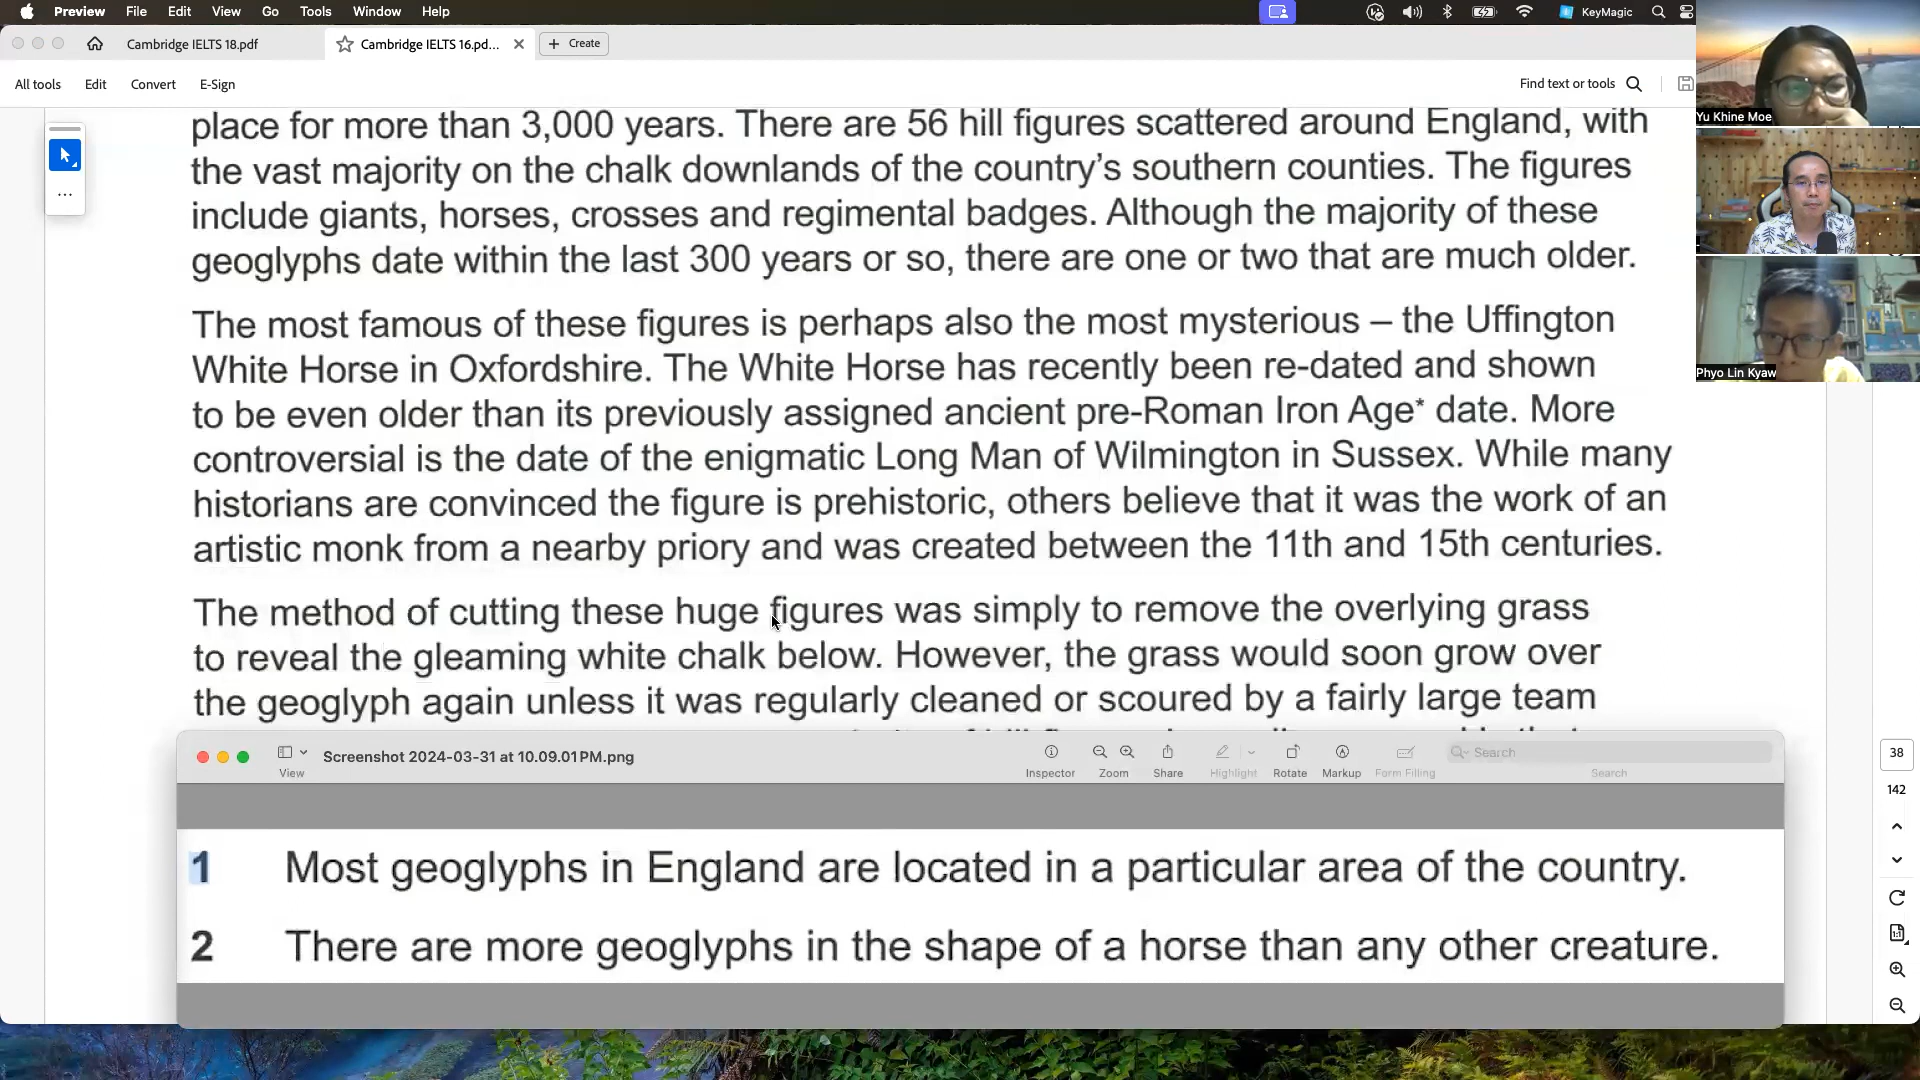 Preview File Edit View Go Tools Window Help KeyMagic
Cambridge IELTS 18.pdf Cambridge IELTS 16.pd... Create
All tools Edit Convert E-Sign Find text or tools
Yu Khine Moe
Phyo Lin Kyaw
place for more than 3,000 years. There are 56 hill figures scattered around England, with
the vast majority on the chalk downlands of the country's southern counties. The figures
include giants, horses, crosses and regimental badges. Although the majority of these
geoglyphs date within the last 300 years or so, there are one or two that are much older.
The most famous of these figures is perhaps also the most mysterious – the Uffington
White Horse in Oxfordshire. The White Horse has recently been re-dated and shown
to be even older than its previously assigned ancient pre-Roman Iron Age* date. More
controversial is the date of the enigmatic Long Man of Wilmington in Sussex. While many
historians are convinced the figure is prehistoric, others believe that it was the work of an
artistic monk from a nearby priory and was created between the 11th and 15th centuries.
The method of cutting these huge figures was simply to remove the overlying grass
to reveal the gleaming white chalk below. However, the grass would soon grow over
the geoglyph again unless it was regularly cleaned or scoured by a fairly large team
Screenshot 2024-03-31 at 10.09.01 PM.png
View Inspector Zoom Share Highlight Rotate Markup Form Filling Search
Search
1 Most geoglyphs in England are located in a particular area of the country.
2 There are more geoglyphs in the shape of a horse than any other creature.
38
142